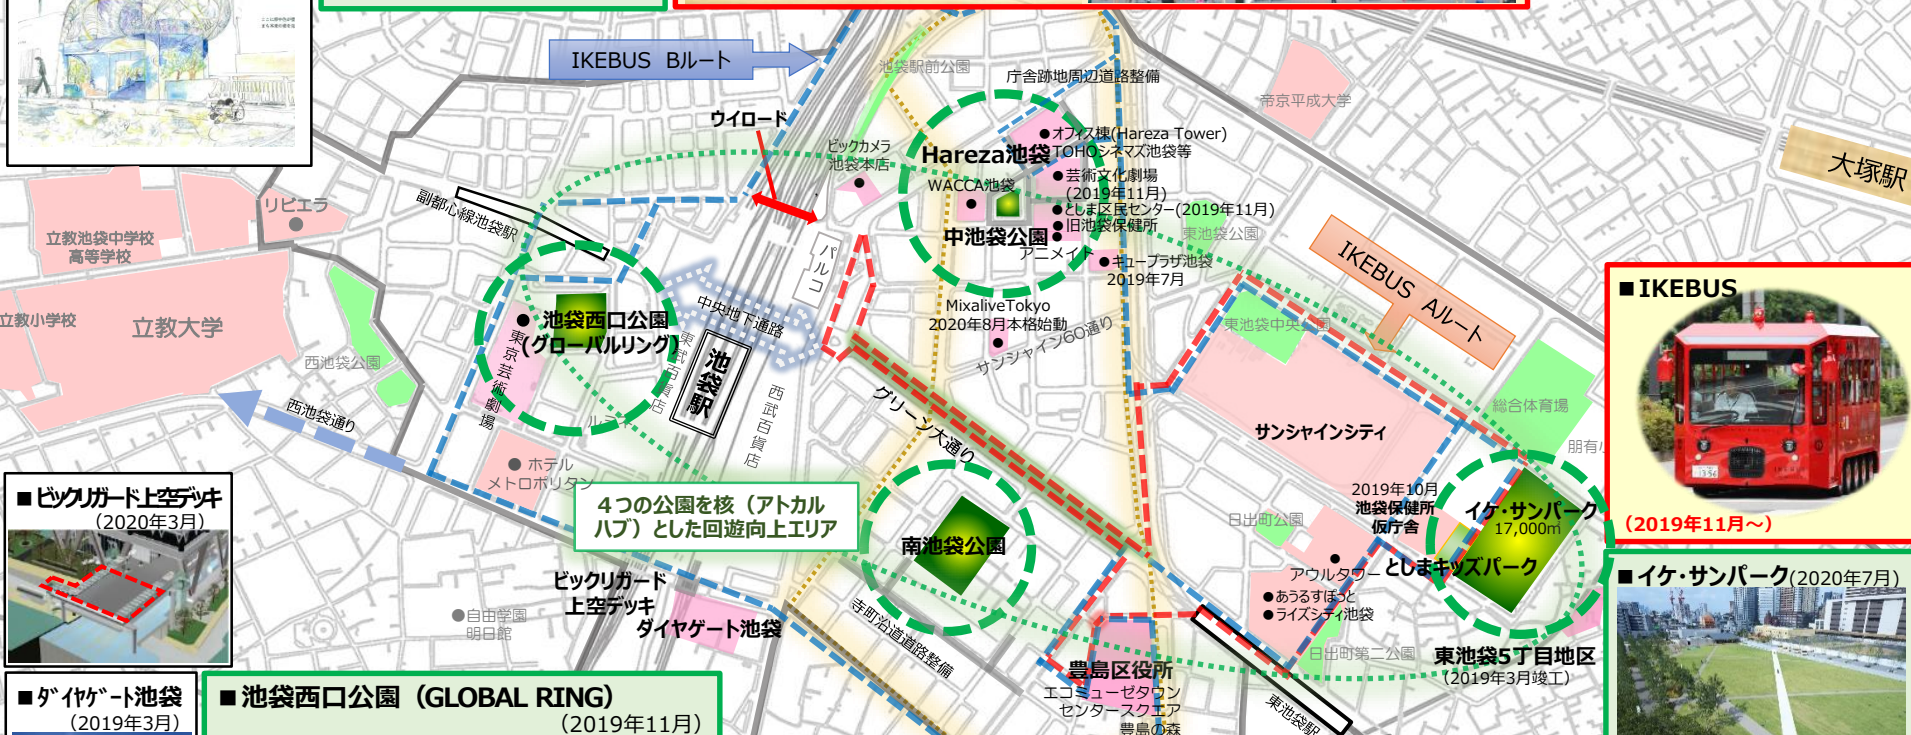 IKEBUS Bルート
池袋駅前公園
庁舎跡地周辺道路整備
帝京平成大学
大塚駅
ウイロード
ビックカメラ
池袋本店
Hareza池袋
●オフィス棟(Hareza Tower)
TOHOシネマズ池袋等
WACCA池袋
●芸術文化劇場
(2019年11月)
●としま区民センター(2019年11月)
●旧池袋保健所
中池袋公園
アニメイト
東池袋公園
●キュープラザ池袋
2019年7月
リビエラ
副都心線池袋駅
立教池袋中学校
高等学校
立教小学校
立教大学
西池袋公園
西池袋通り
パルコ
中央地下通路
池袋西口公園
(グローバルリング)
東京芸術劇場
東武百貨店
池袋駅
西武百貨店
ルミネ
MixaliveTokyo
2020年8月本格始動
サンシャイン60通り
東池袋中央公園
IKEBUS Aルート
■IKEBUS
(2019年11月～)
グリーン大通り
サンシャインシティ
総合体育場
朋有小
● ホテル
メトロポリタン
４つの公園を核（アトカル
ハブ）とした回遊向上エリア
南池袋公園
日出町公園
2019年10月
池袋保健所
仮庁舎
イケ・サンパーク
17,000㎡
としまキッズパーク
アウルタワー
●あうるすぽっと
●ライズシティ池袋
日出町第二公園
東池袋5丁目地区
(2019年3月竣工)
■ビックリガード上空デッキ
(2020年3月)
ビックリガード
上空デッキ
●自由学園
明日館
ダイヤゲート池袋
寺町沿道道路整備
豊島区役所
エコミューゼタウン
センタースクエア
豊島の森
東池袋駅
■イケ・サンパーク(2020年7月)
■ダイヤゲート池袋
(2019年3月)
■池袋西口公園（GLOBAL RING）
(2019年11月)